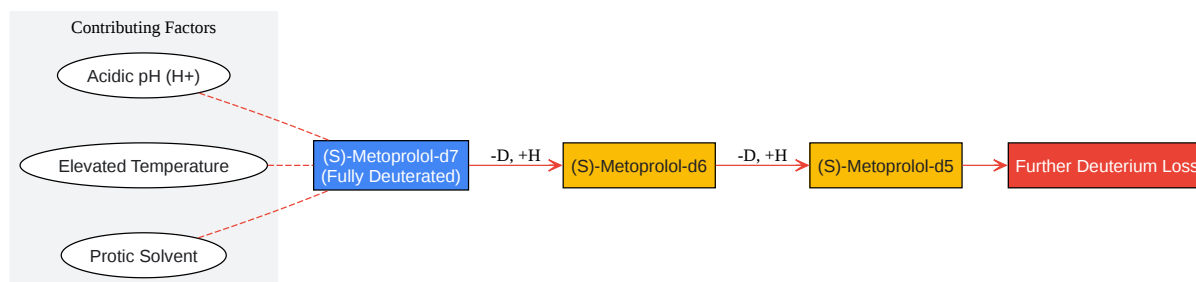 Contributing Factors
Acidic pH (H+)
Elevated Temperature
Protic Solvent
(S)-Metoprolol-d7
(Fully Deuterated)
-D, +H
(S)-Metoprolol-d6
-D, +H
(S)-Metoprolol-d5
Further Deuterium Loss